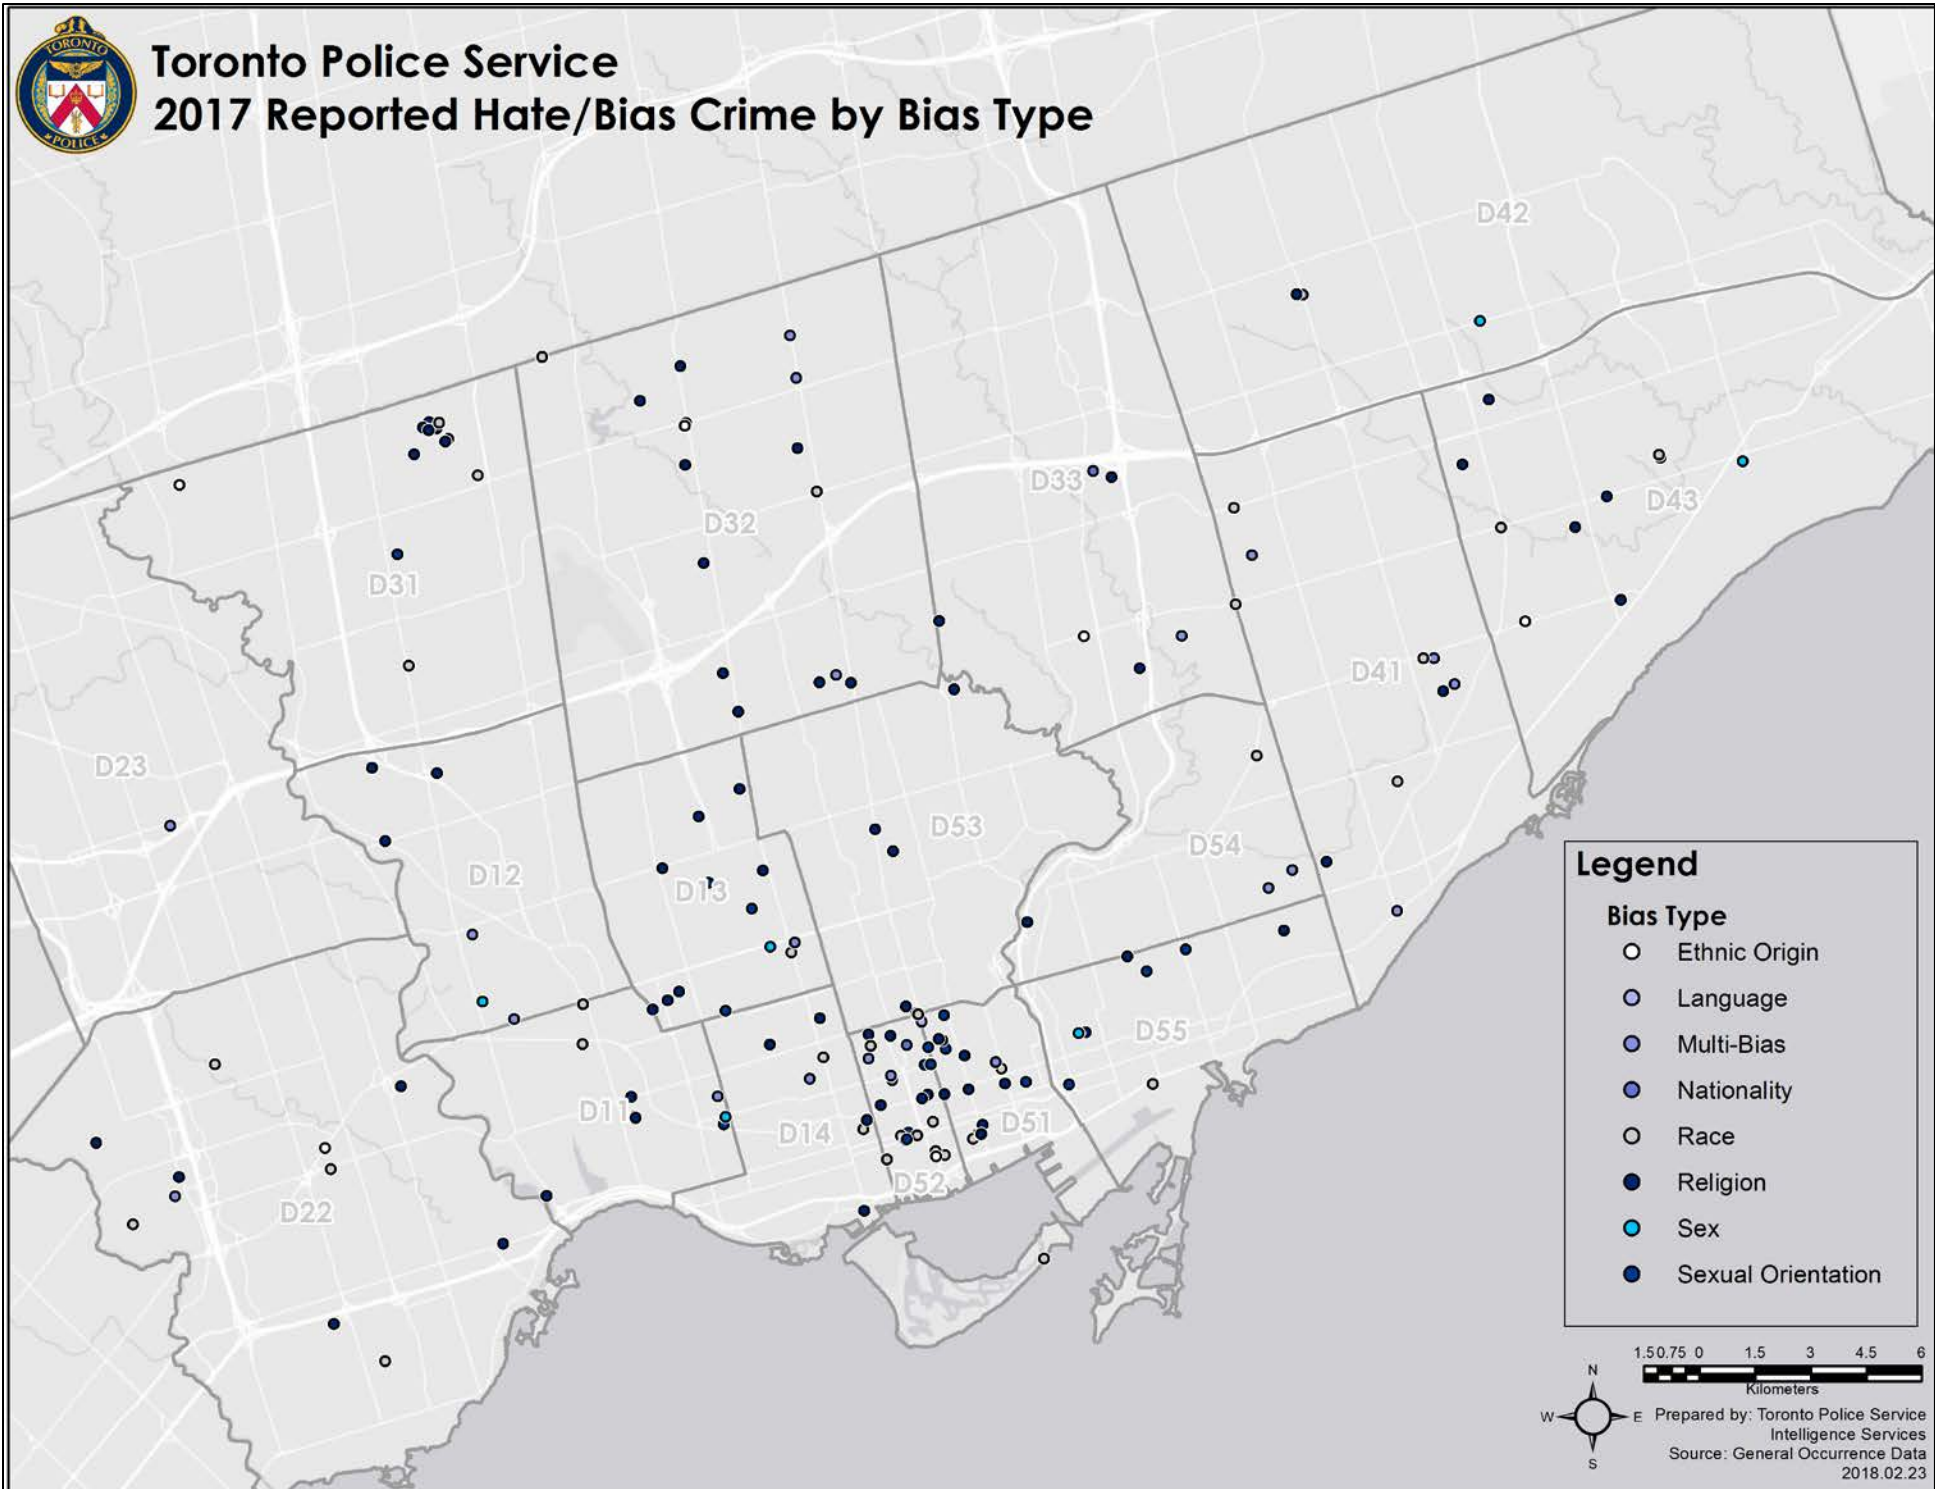 TORONTO
POLICE
Toronto Police Service
2017 Reported Hate/Bias Crime by Bias Type
D42
D33
D43
D32
D31
D41
D23
D53
D54
D12
D13
D55
D11
D51
D14
D52
D22
Legend
Bias Type
Ethnic Origin
Language
Multi-Bias
Nationality
Race
Religion
Sex
Sexual Orientation
1.5 0.75 0 1.5 3 4.5 6
Kilometers
N
W E
S
Prepared by: Toronto Police Service
Intelligence Services
Source: General Occurrence Data
2018.02.23